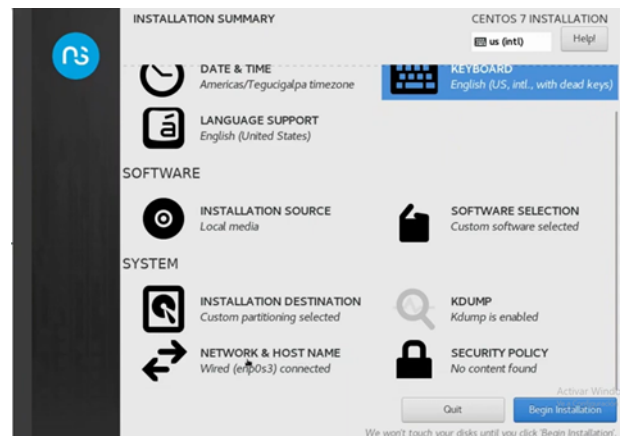 INSTALLATION SUMMARY
CENTOS 7 INSTALLATION
us (intl)
Help!
DATE & TIME
Americas/Tegucigalpa timezone
KEYBOARD
English (US, intl., with dead keys)
LANGUAGE SUPPORT
English (United States)
SOFTWARE
INSTALLATION SOURCE
Local media
SOFTWARE SELECTION
Custom software selected
SYSTEM
INSTALLATION DESTINATION
Custom partitioning selected
KDUMP
Kdump is enabled
NETWORK & HOST NAME
Wired (enp0s3) connected
SECURITY POLICY
No content found
Activar Wind
Quit
Begin Installation
We won't touch your disks until you click 'Begin Installation'.